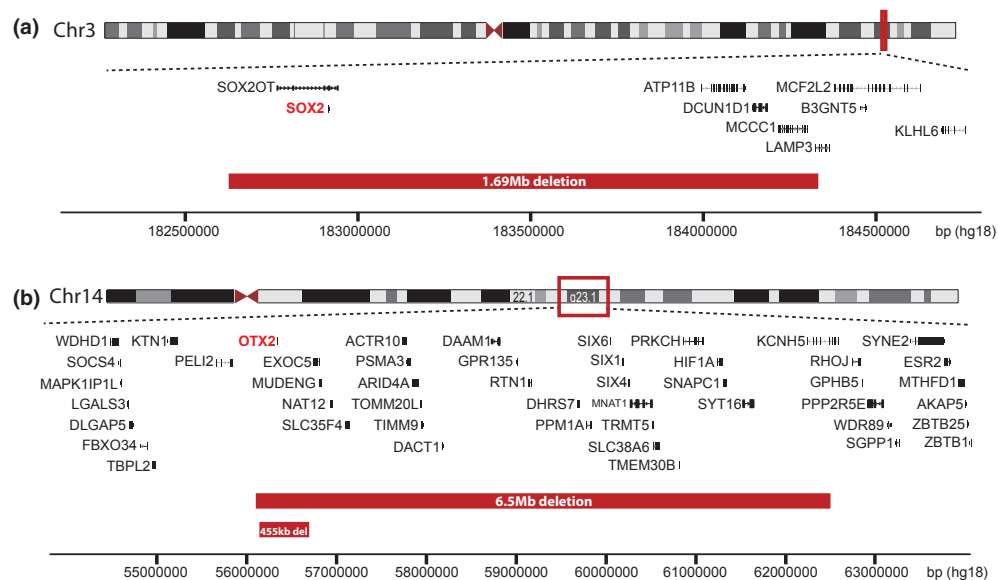 (a) Chr3
SOX2OT ATP11B MCF2L2
SOX2 DCUN1D1 B3GNT5
MCCC1 KLHL6
LAMP3
1.69Mb deletion
182500000 183000000 183500000 184000000 184500000 bp (hg18)
(b) Chr14 22.1 q23.1
WDHD1 KTN1 OTX2 ACTR10 DAAM1 SIX6 PRKCH KCNH5 SYNE2
SOCS4 PELI2 EXOC5 PSMA3 GPR135 SIX1 HIF1A RHOJ ESR2
MAPK1IP1L MUDENG ARID4A RTN1 SIX4 SNAPC1 GPHB5 MTHFD1
LGALS3 NAT12 TOMM20L DHRS7 MNAT1 SYT16 PPP2R5E AKAP5
DLGAP5 SLC35F4 TIMM9 PPM1A TRMT5 WDR89 ZBTB25
FBXO34 DACT1 SLC38A6 SGPP1 ZBTB1
TBPL2 TMEM30B
6.5Mb deletion
455kb del
55000000 56000000 57000000 58000000 59000000 60000000 61000000 62000000 63000000 bp (hg18)